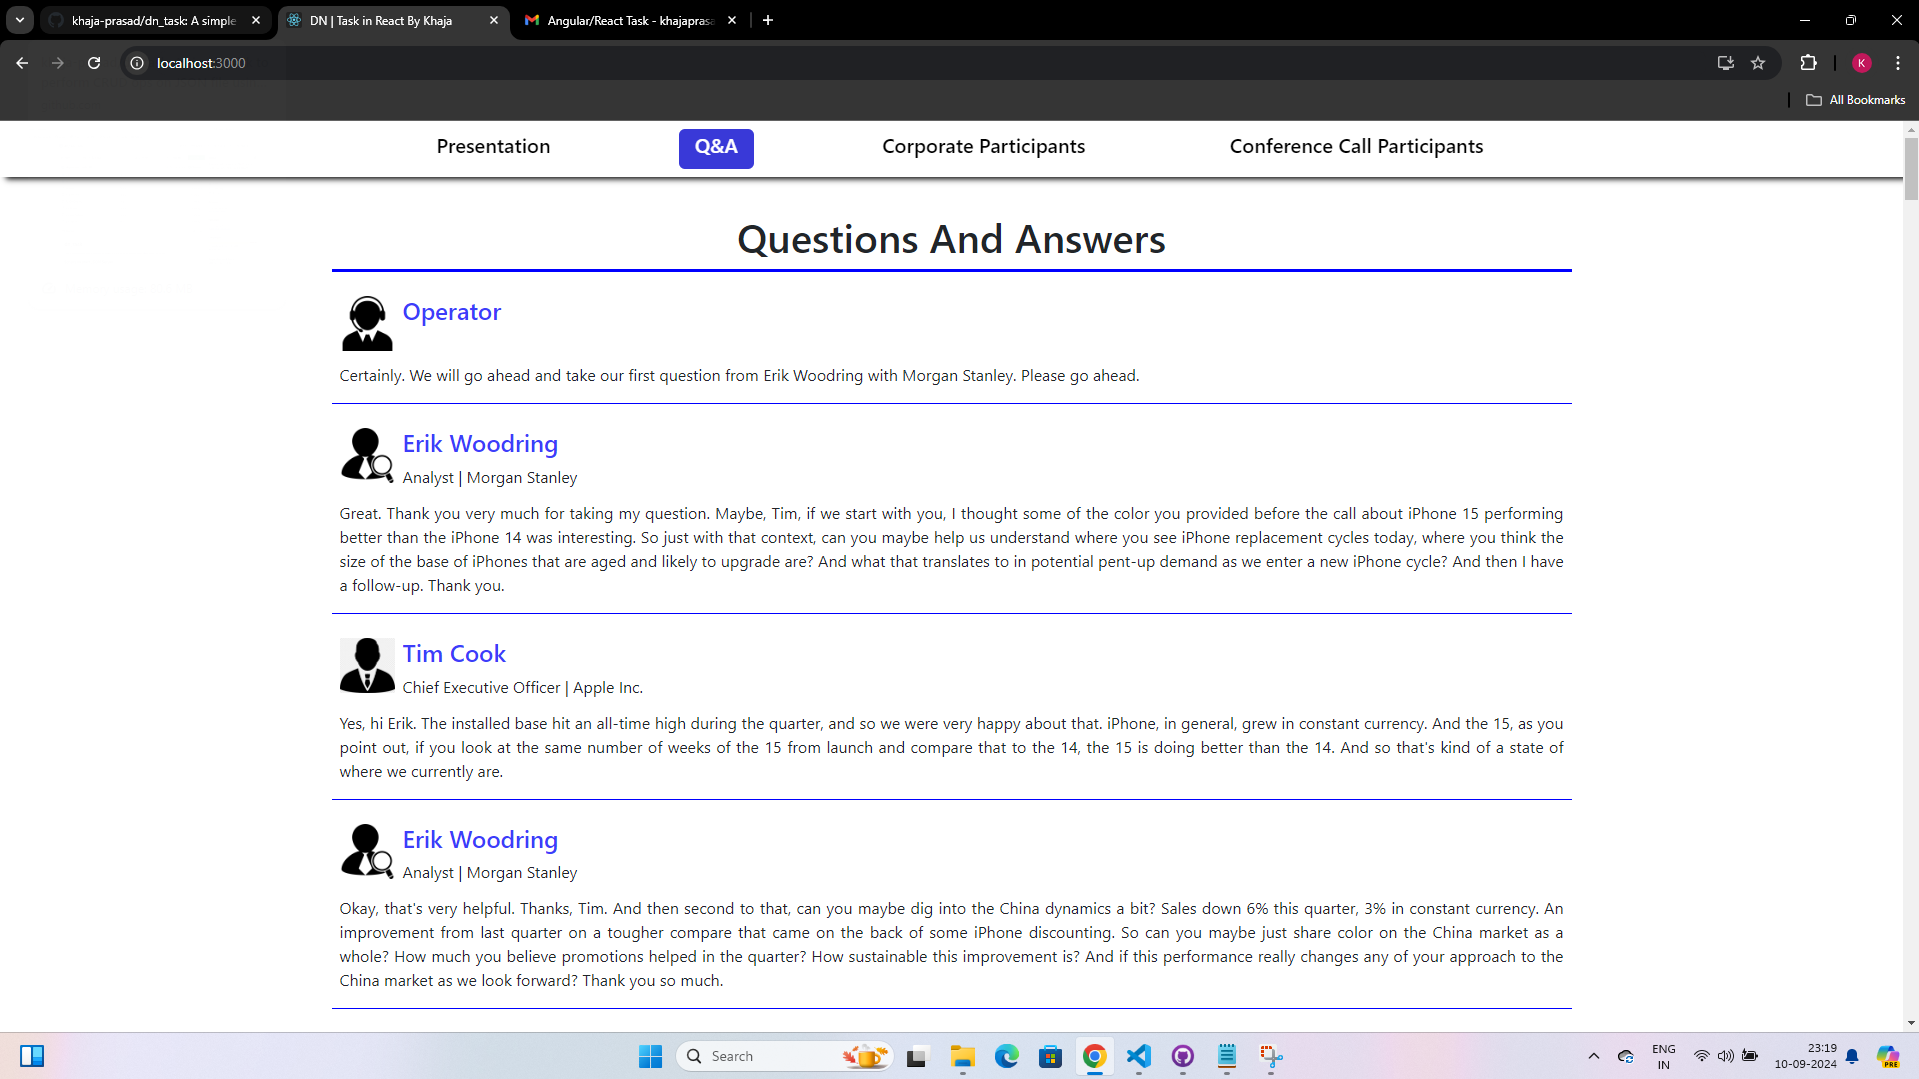 khaja-prasad/dn_task: A simple
DN | Task in React By Khaja
Angular/React Task - khajapras
localhost:3000
K
All Bookmarks
Presentation
Q&A
Corporate Participants
Conference Call Participants
Questions And Answers
Operator
Certainly. We will go ahead and take our first question from Erik Woodring with Morgan Stanley. Please go ahead.
Erik Woodring
Analyst | Morgan Stanley
Great. Thank you very much for taking my question. Maybe, Tim, if we start with you, I thought some of the color you provided before the call about iPhone 15 performing
better than the iPhone 14 was interesting. So just with that context, can you maybe help us understand where you see iPhone replacement cycles today, where you think the
size of the base of iPhones that are aged and likely to upgrade are? And what that translates to in potential pent-up demand as we enter a new iPhone cycle? And then I have
a follow-up. Thank you.
Tim Cook
Chief Executive Officer | Apple Inc.
Yes, hi Erik. The installed base hit an all-time high during the quarter, and so we were very happy about that. iPhone, in general, grew in constant currency. And the 15, as you
point out, if you look at the same number of weeks of the 15 from launch and compare that to the 14, the 15 is doing better than the 14. And so that's kind of a state of
where we currently are.
Erik Woodring
Analyst | Morgan Stanley
Okay, that's very helpful. Thanks, Tim. And then second to that, can you maybe dig into the China dynamics a bit? Sales down 6% this quarter, 3% in constant currency. An
improvement from last quarter on a tougher compare that came on the back of some iPhone discounting. So can you maybe just share color on the China market as a
whole? How much you believe promotions helped in the quarter? How sustainable this improvement is? And if this performance really changes any of your approach to the
China market as we look forward? Thank you so much.
Search
ENG
IN
23:19
10-09-2024
PRE